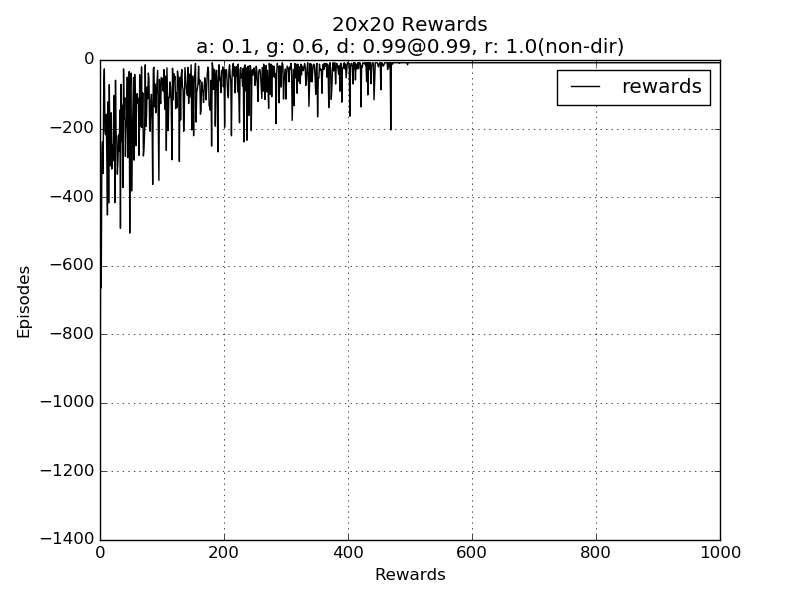 20x20 Rewards
a: 0.1, g: 0.6, d: 0.99@0.99, r: 1.0(non-dir)
rewards
0
−200
−400
−600
−800
−1000
−1200
−1400
Episodes
0 200 400 600 800 1000
Rewards